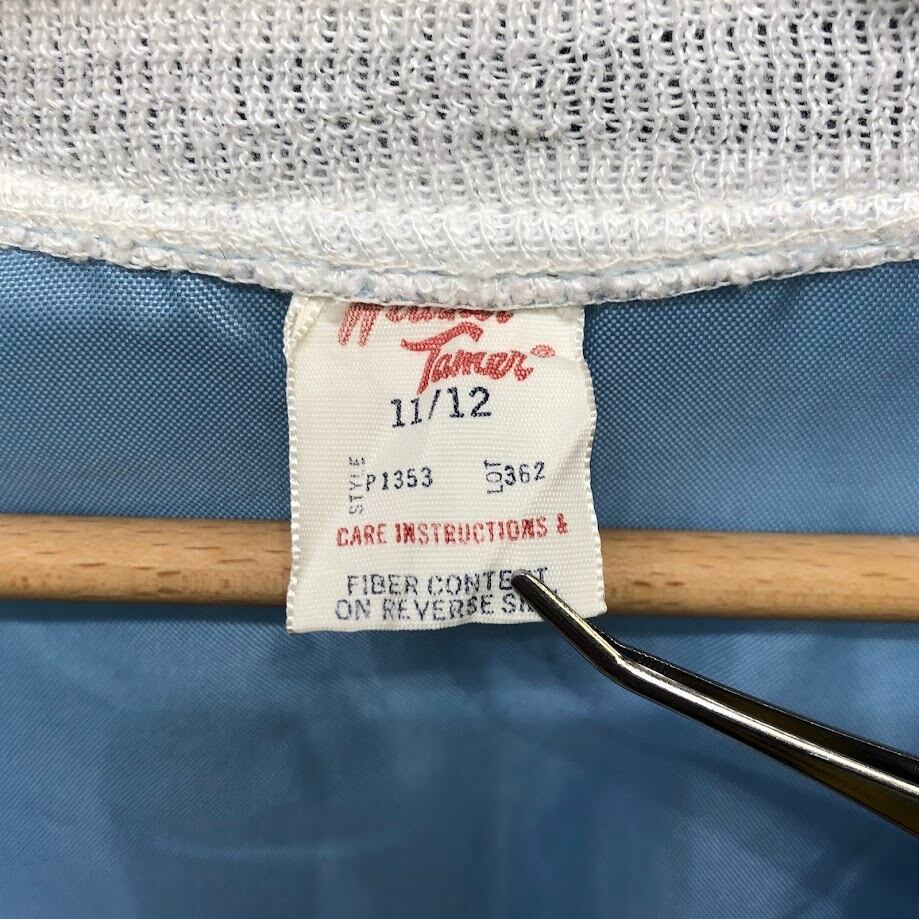 Tamer®
11/12
STYLE P1353 LOT 362
CARE INSTRUCTIONS &
FIBER CONTENT
ON REVERSE